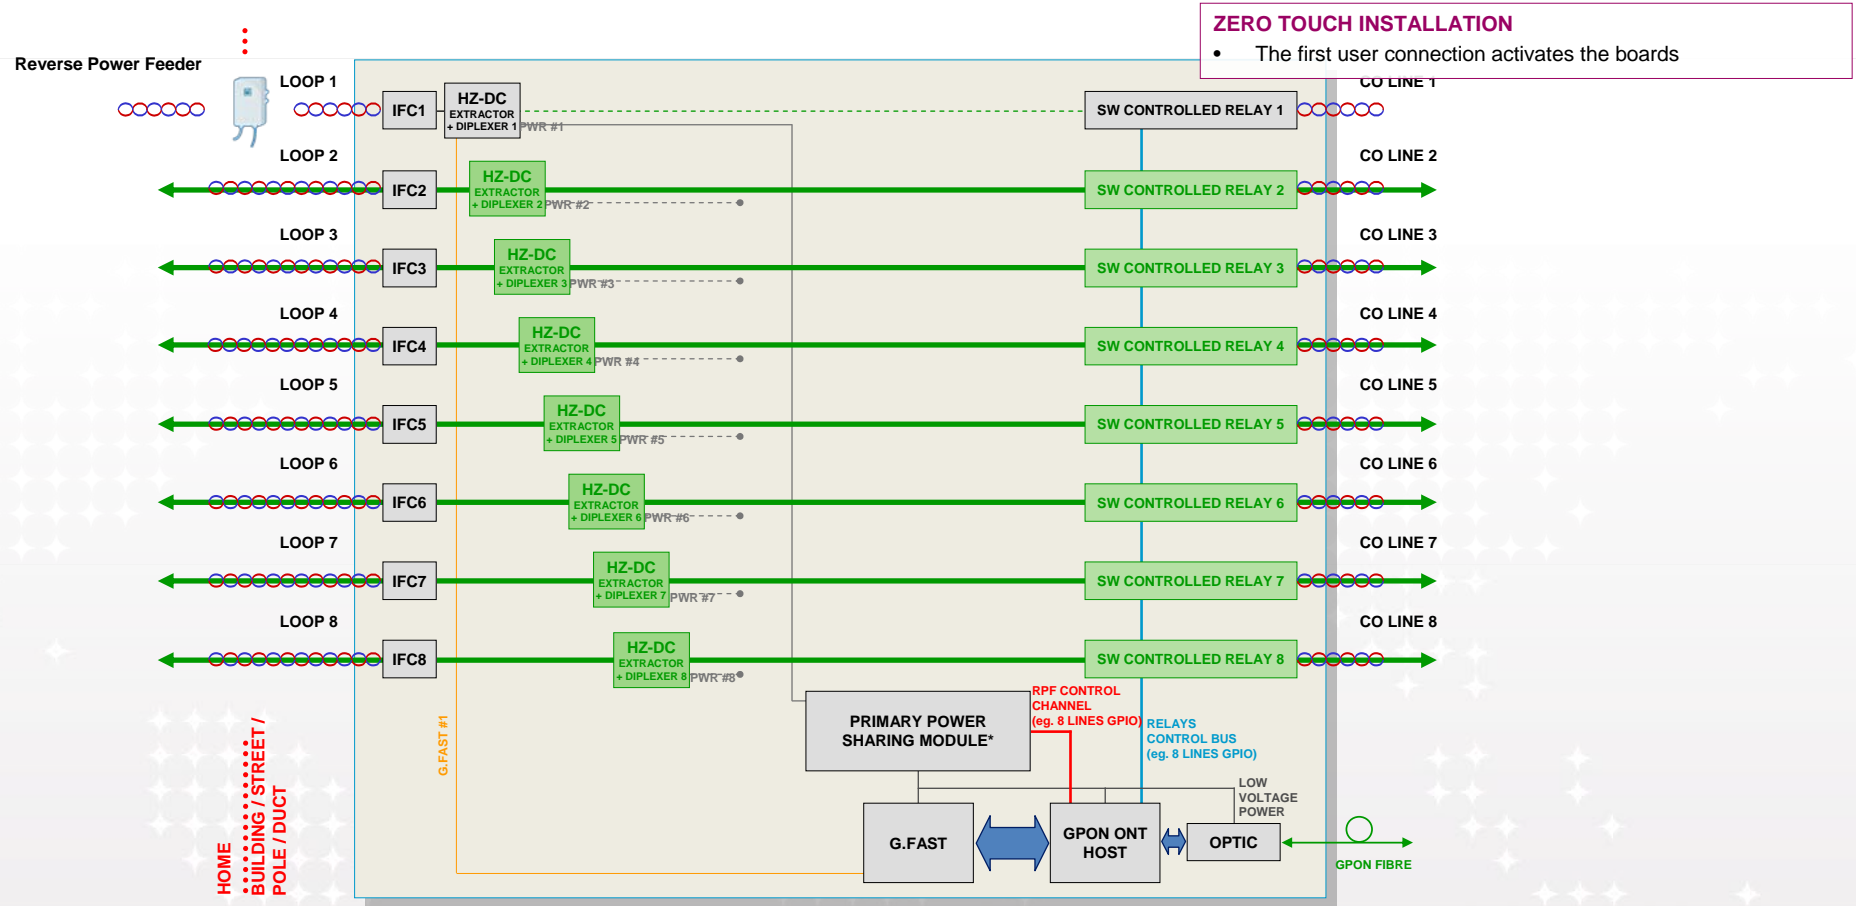 ZERO TOUCH INSTALLATION
• The first user connection activates the boards
Reverse Power Feeder
LOOP 1
IFC1
HZ-DC
EXTRACTOR
+ DIPLEXER 1
PWR #1
SW CONTROLLED RELAY 1
CO LINE 1
LOOP 2
IFC2
HZ-DC
EXTRACTOR
+ DIPLEXER 2
PWR #2
SW CONTROLLED RELAY 2
CO LINE 2
LOOP 3
IFC3
HZ-DC
EXTRACTOR
+ DIPLEXER 3
PWR #3
SW CONTROLLED RELAY 3
CO LINE 3
LOOP 4
IFC4
HZ-DC
EXTRACTOR
+ DIPLEXER 4
PWR #4
SW CONTROLLED RELAY 4
CO LINE 4
LOOP 5
IFC5
HZ-DC
EXTRACTOR
+ DIPLEXER 5
PWR #5
SW CONTROLLED RELAY 5
CO LINE 5
LOOP 6
IFC6
HZ-DC
EXTRACTOR
+ DIPLEXER 6
PWR #6
SW CONTROLLED RELAY 6
CO LINE 6
LOOP 7
IFC7
HZ-DC
EXTRACTOR
+ DIPLEXER 7
PWR #7
SW CONTROLLED RELAY 7
CO LINE 7
LOOP 8
IFC8
HZ-DC
EXTRACTOR
+ DIPLEXER 8
PWR #8
SW CONTROLLED RELAY 8
CO LINE 8
HOME
BUILDING / STREET /
POLE / DUCT
G.FAST #1
PRIMARY POWER
SHARING MODULE*
RPF CONTROL
CHANNEL
(eg. 8 LINES GPIO)
RELAYS
CONTROL BUS
(eg. 8 LINES GPIO)
LOW
VOLTAGE
POWER
G.FAST
GPON ONT
HOST
OPTIC
GPON FIBRE